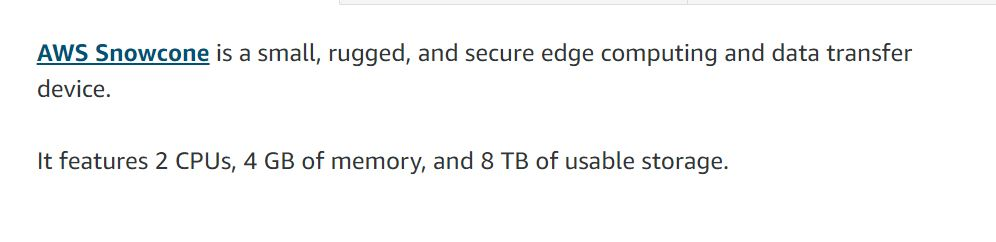 AWS Snowcone is a small, rugged, and secure edge computing and data transfer
device.
It features 2 CPUs, 4 GB of memory, and 8 TB of usable storage.